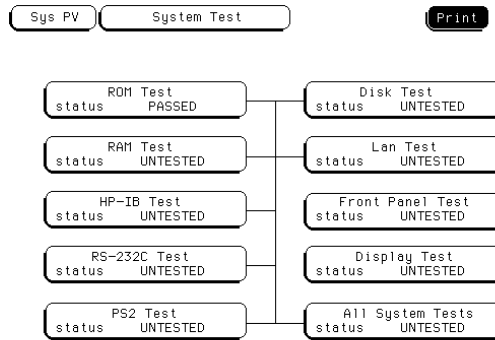 Sys PV System Test Print
ROM Test
status PASSED
Disk Test
status UNTESTED
RAM Test
status UNTESTED
Lan Test
status UNTESTED
HP-IB Test
status UNTESTED
Front Panel Test
status UNTESTED
RS-232C Test
status UNTESTED
Display Test
status UNTESTED
PS2 Test
status UNTESTED
All System Tests
status UNTESTED